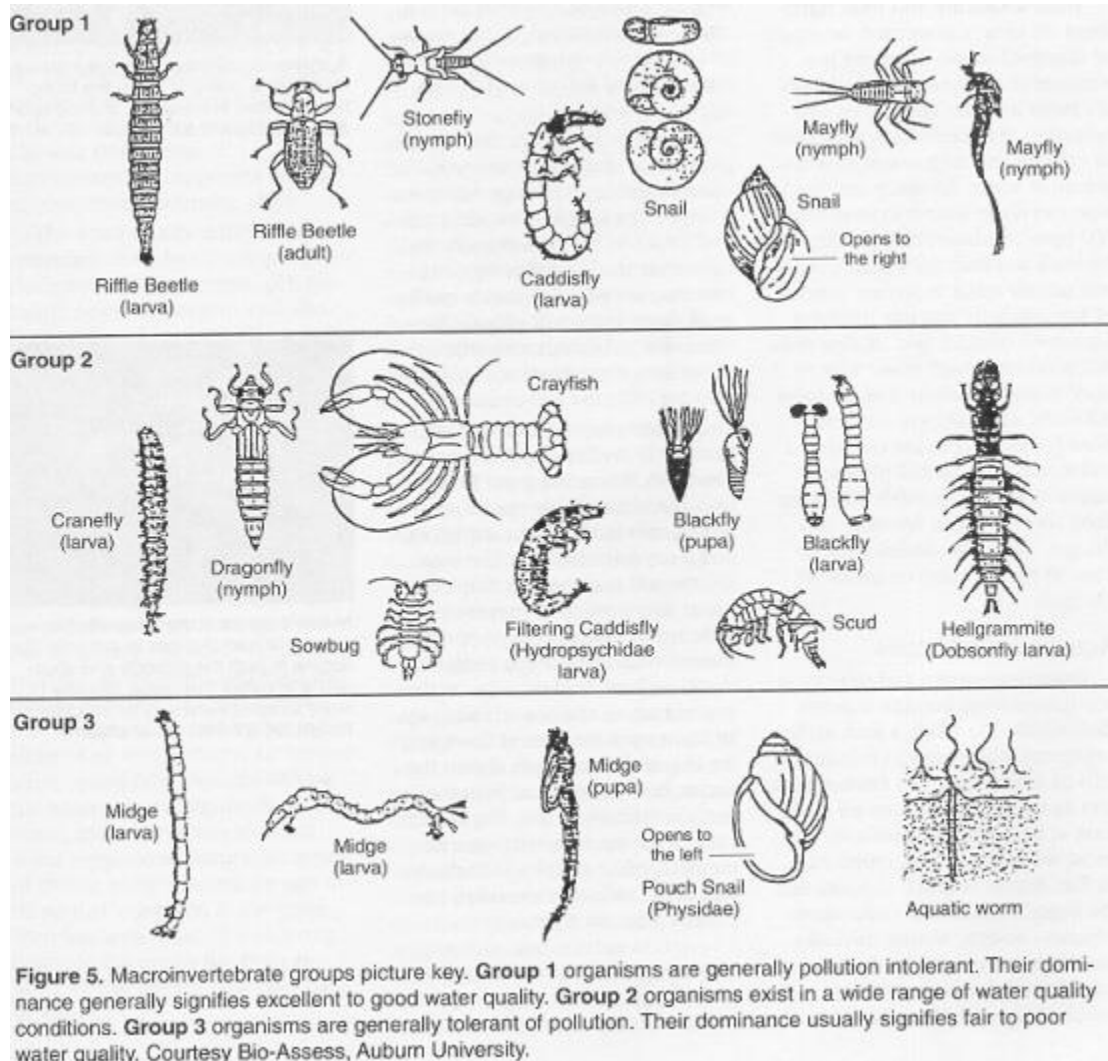 Group 1
Stonefly
(nymph)
Mayfly
(nymph)
Mayfly
(nymph)
Snail
Snail
Riffle Beetle
(adult)
Opens to
the right
Caddisfly
(larva)
Riffle Beetle
(larva)
Group 2
Crayfish
Cranefly
(larva)
Blackfly
(pupa)
Blackfly
(larva)
Dragonfly
(nymph)
Sowbug
Filtering Caddisfly
(Hydropsychidae
larva)
Scud
Hellgrammite
(Dobsonfly larva)
Group 3
Midge
(larva)
Midge
(larva)
Midge
(pupa)
Opens to
the left
Pouch Snail
(Physidae)
Aquatic worm
Figure 5. Macroinvertebrate groups picture key. Group 1 organisms are generally pollution intolerant. Their domi-
nance generally signifies excellent to good water quality. Group 2 organisms exist in a wide range of water quality
conditions. Group 3 organisms are generally tolerant of pollution. Their dominance usually signifies fair to poor
water quality. Courtesy Bio-Assess, Auburn University.